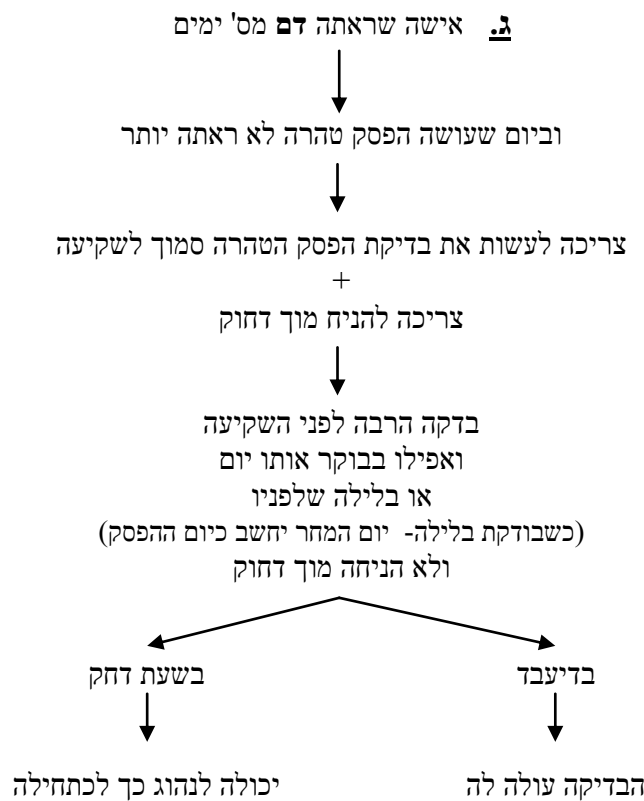 ג. אישה שראתה דם מס' ימים
וביום שעושה הפסק טהרה לא ראתה יותר
צריכה לעשות את בדיקת הפסק הטהרה סמוך לשקיעה
+
צריכה להניח מוך דחוק
בדקה הרבה לפני השקיעה
ואפילו בבוקר אותו יום
או בלילה שלפניו
(כשבודקת בלילה- יום המחר יחשב כיום ההפסק)
ולא הניחה מוך דחוק
בדיעבד
בשעת דחק
הבדיקה עולה לה
יכולה לנהוג כך לכתחילה